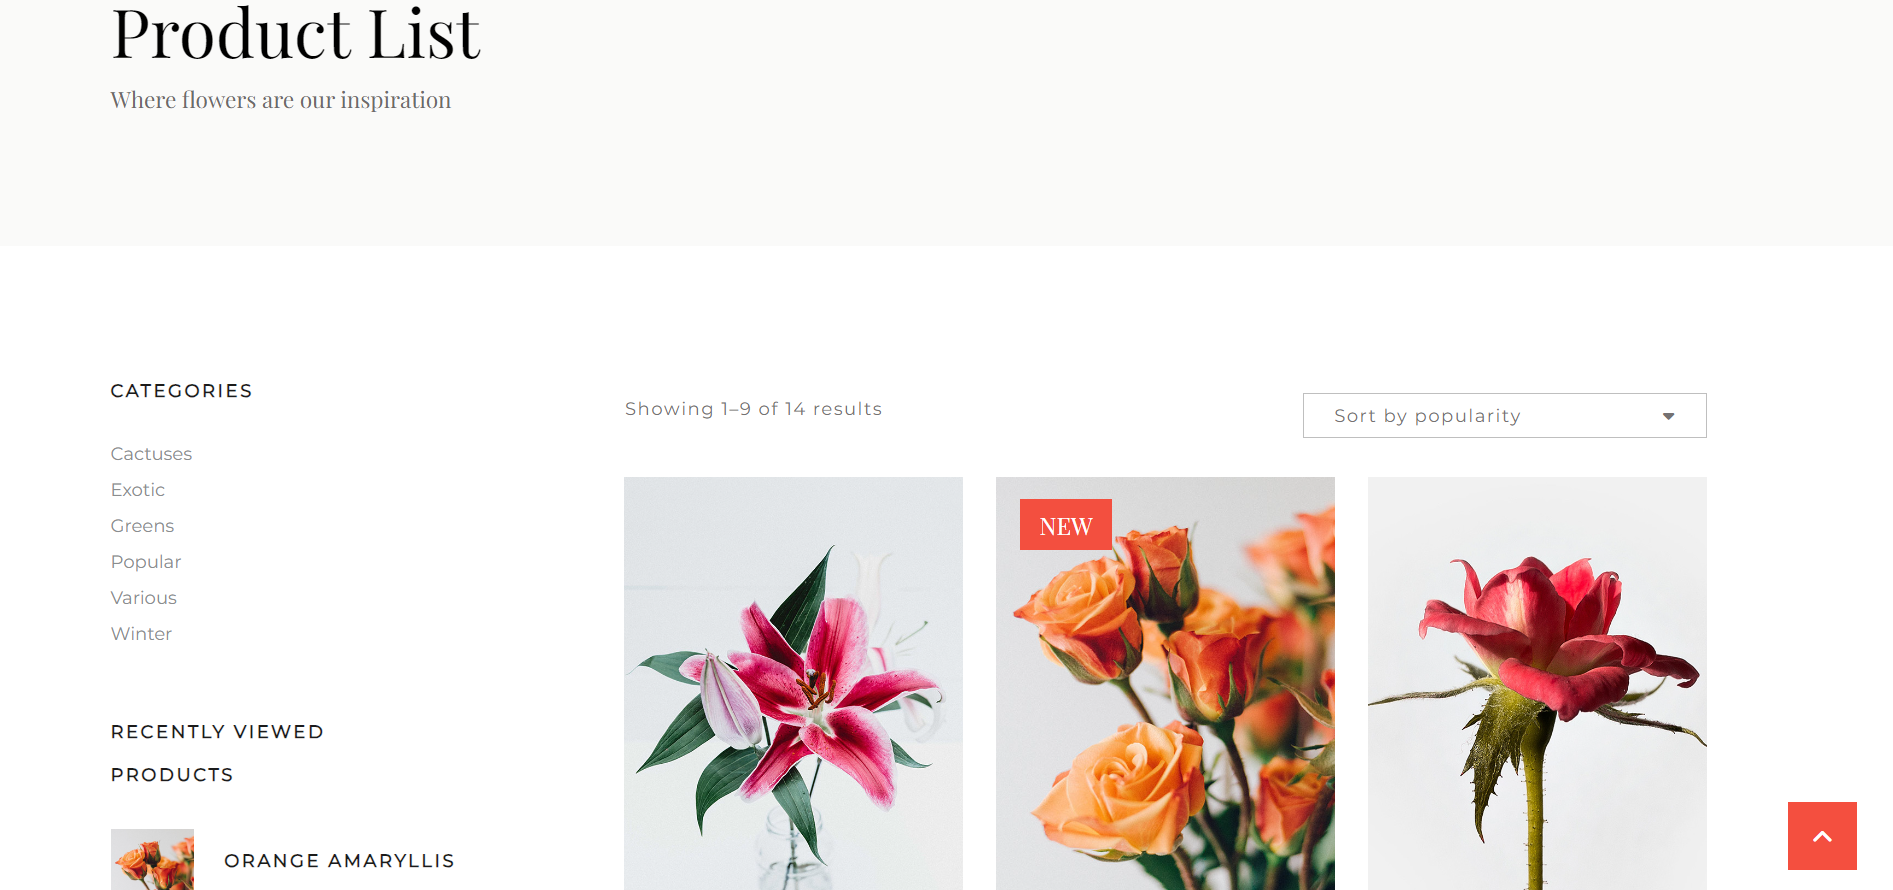 Product List
Where flowers are our inspiration
CATEGORIES
Cactuses
Exotic
Greens
Popular
Various
Winter
RECENTLY VIEWED
PRODUCTS
ORANGE AMARYLLIS
Showing 1–9 of 14 results
Sort by popularity
NEW